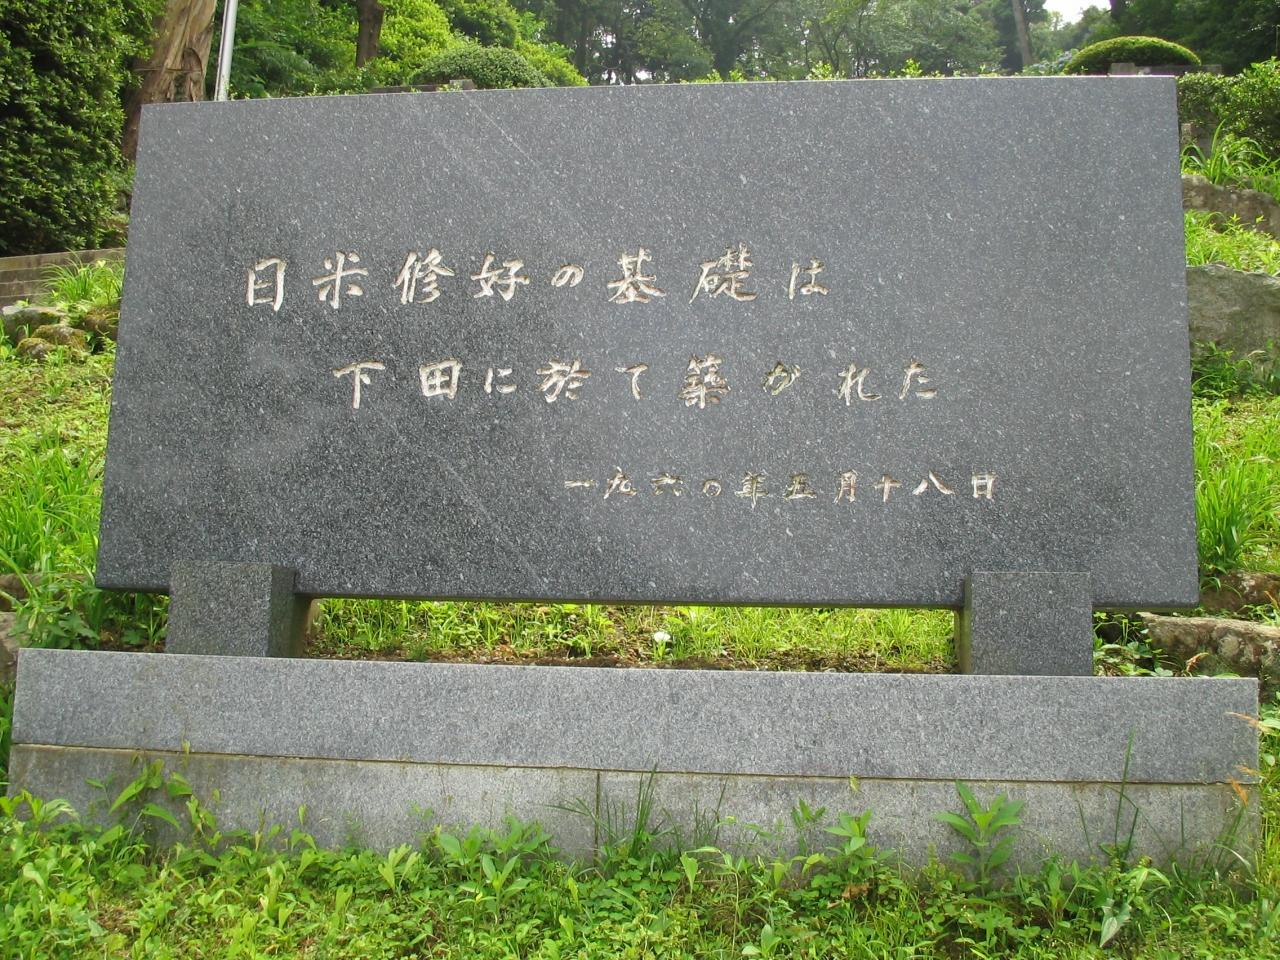 日米修好の基礎は
下田に於て築かれた
一九六〇年五月十八日